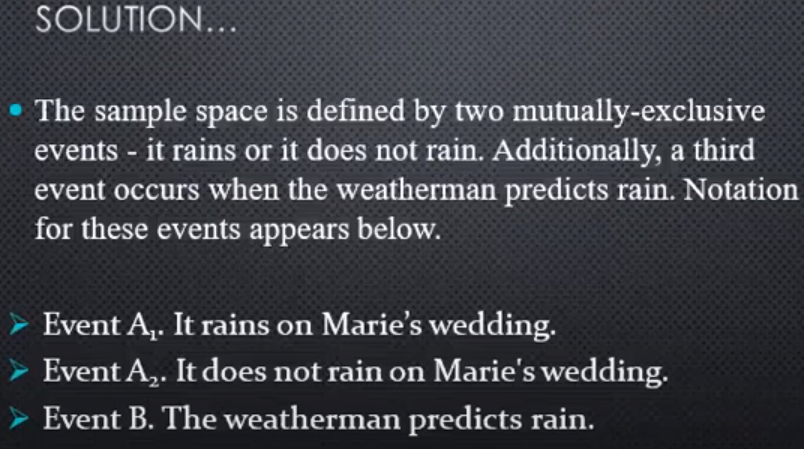 SOLUTION...
• The sample space is defined by two mutually-exclusive
events - it rains or it does not rain. Additionally, a third
event occurs when the weatherman predicts rain. Notation
for these events appears below.
➢ Event A₁. It rains on Marie’s wedding.
➢ Event A₂. It does not rain on Marie's wedding.
➢ Event B. The weatherman predicts rain.